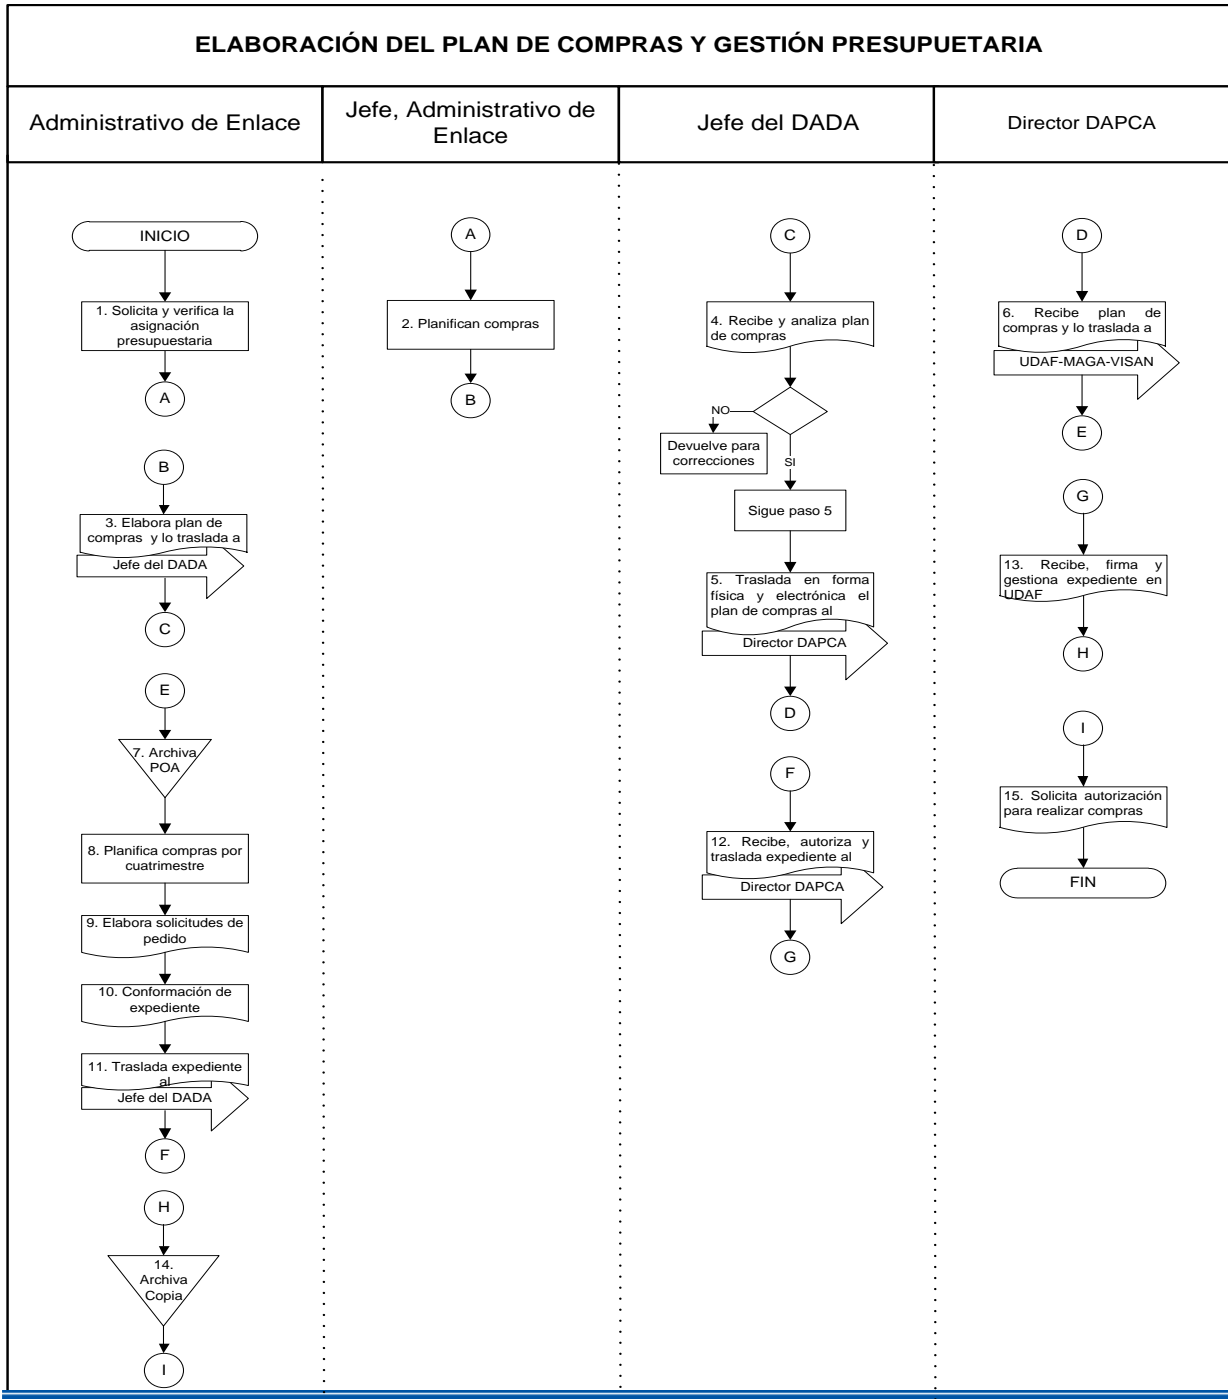 ELABORACIÓN DEL PLAN DE COMPRAS Y GESTIÓN PRESUPUETARIA
Administrativo de Enlace
Jefe, Administrativo de
Enlace
Jefe del DADA
Director DAPCA
INICIO
1. Solicita y verifica la
asignación
presupuestaria
A
B
3. Elabora plan de
compras y lo traslada a
Jefe del DADA
C
E
7. Archiva
POA
8. Planifica compras por
cuatrimestre
9. Elabora solicitudes de
pedido
10. Conformación de
expediente
11. Traslada expediente
al
Jefe del DADA
F
H
14.
Archiva
Copia
I
A
2. Planifican compras
B
C
4. Recibe y analiza plan
de compras
NO
Devuelve para
correcciones
SI
Sigue paso 5
5. Traslada en forma
física y electrónica el
plan de compras al
Director DAPCA
D
F
12. Recibe, autoriza y
traslada expediente al
Director DAPCA
G
D
6. Recibe plan de
compras y lo traslada a
UDAF-MAGA-VISAN
E
G
13. Recibe, firma y
gestiona expediente en
UDAF
H
I
15. Solicita autorización
para realizar compras
FIN